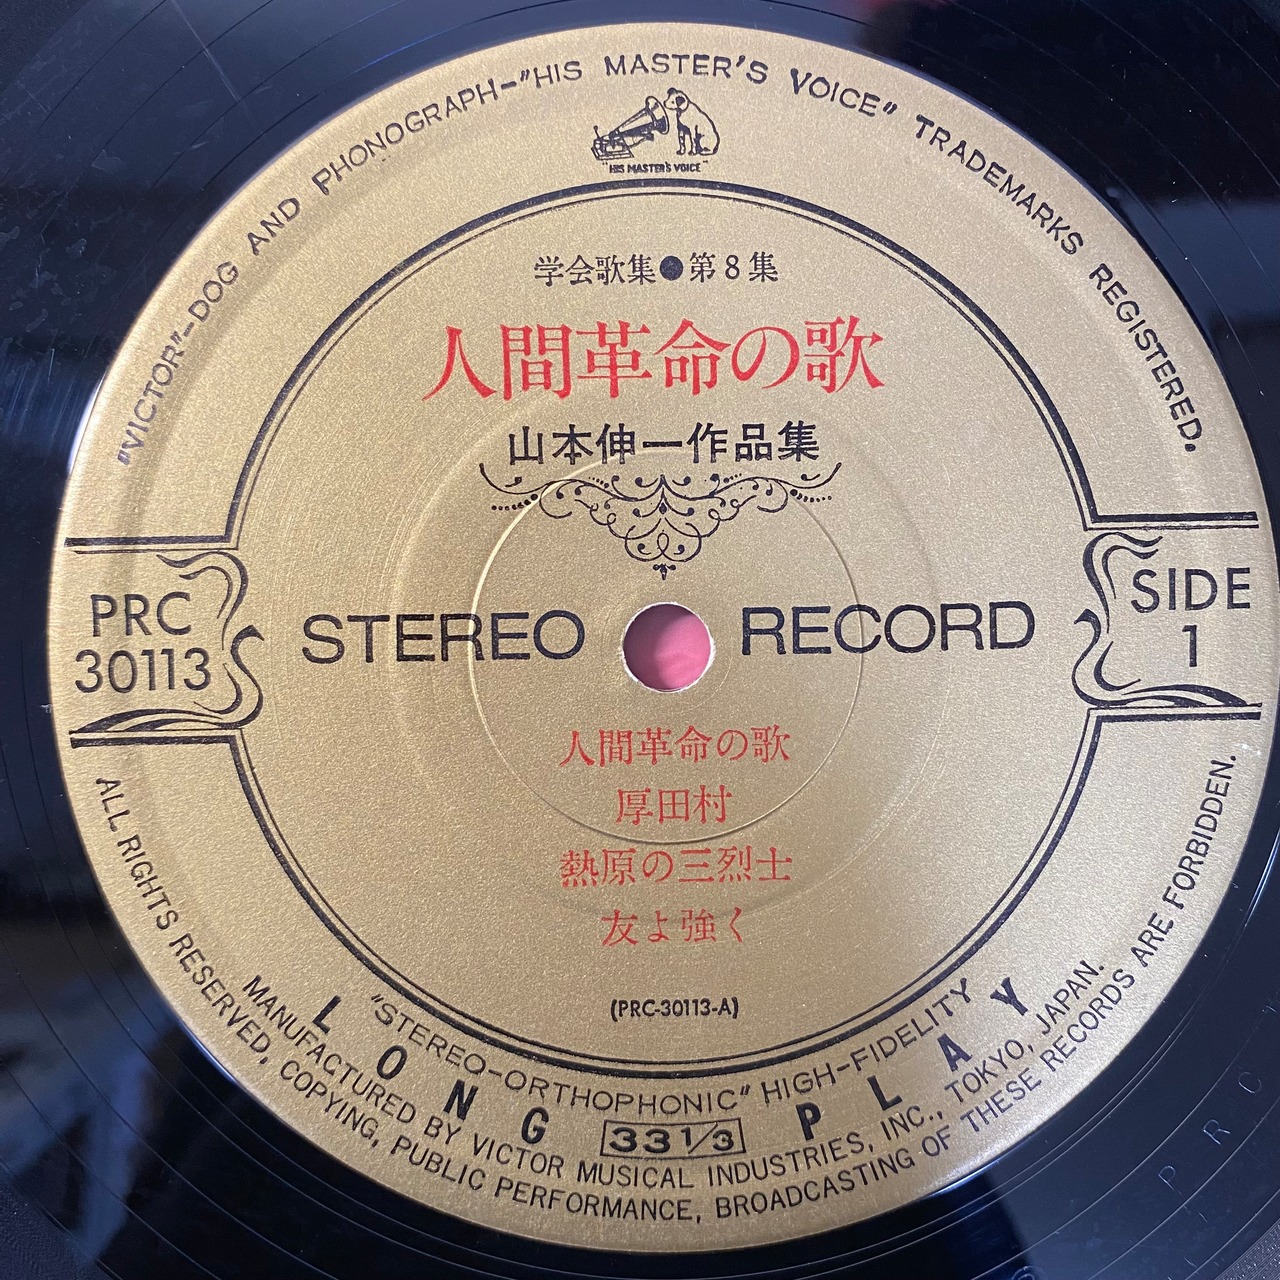 "VICTOR"–DOG AND PHONOGRAPH–"HIS MASTER'S VOICE" TRADEMARKS REGISTERED.
"HIS MASTER'S VOICE"
学会歌集●第8集
人間革命の歌
山本伸一作品集
PRC
30113
STEREO RECORD
SIDE
1
人間革命の歌
厚田村
熱原の三烈士
友よ強く
(PRC-30113-A)
"STEREO-ORTHOPHONIC" HIGH-FIDELITY
LONG PLAY
33 1/3
MANUFACTURED BY VICTOR MUSICAL INDUSTRIES, INC., TOKYO, JAPAN.
ALL RIGHTS RESERVED, COPYING, PUBLIC PERFORMANCE, BROADCASTING OF THESE RECORDS ARE FORBIDDEN.
P R C